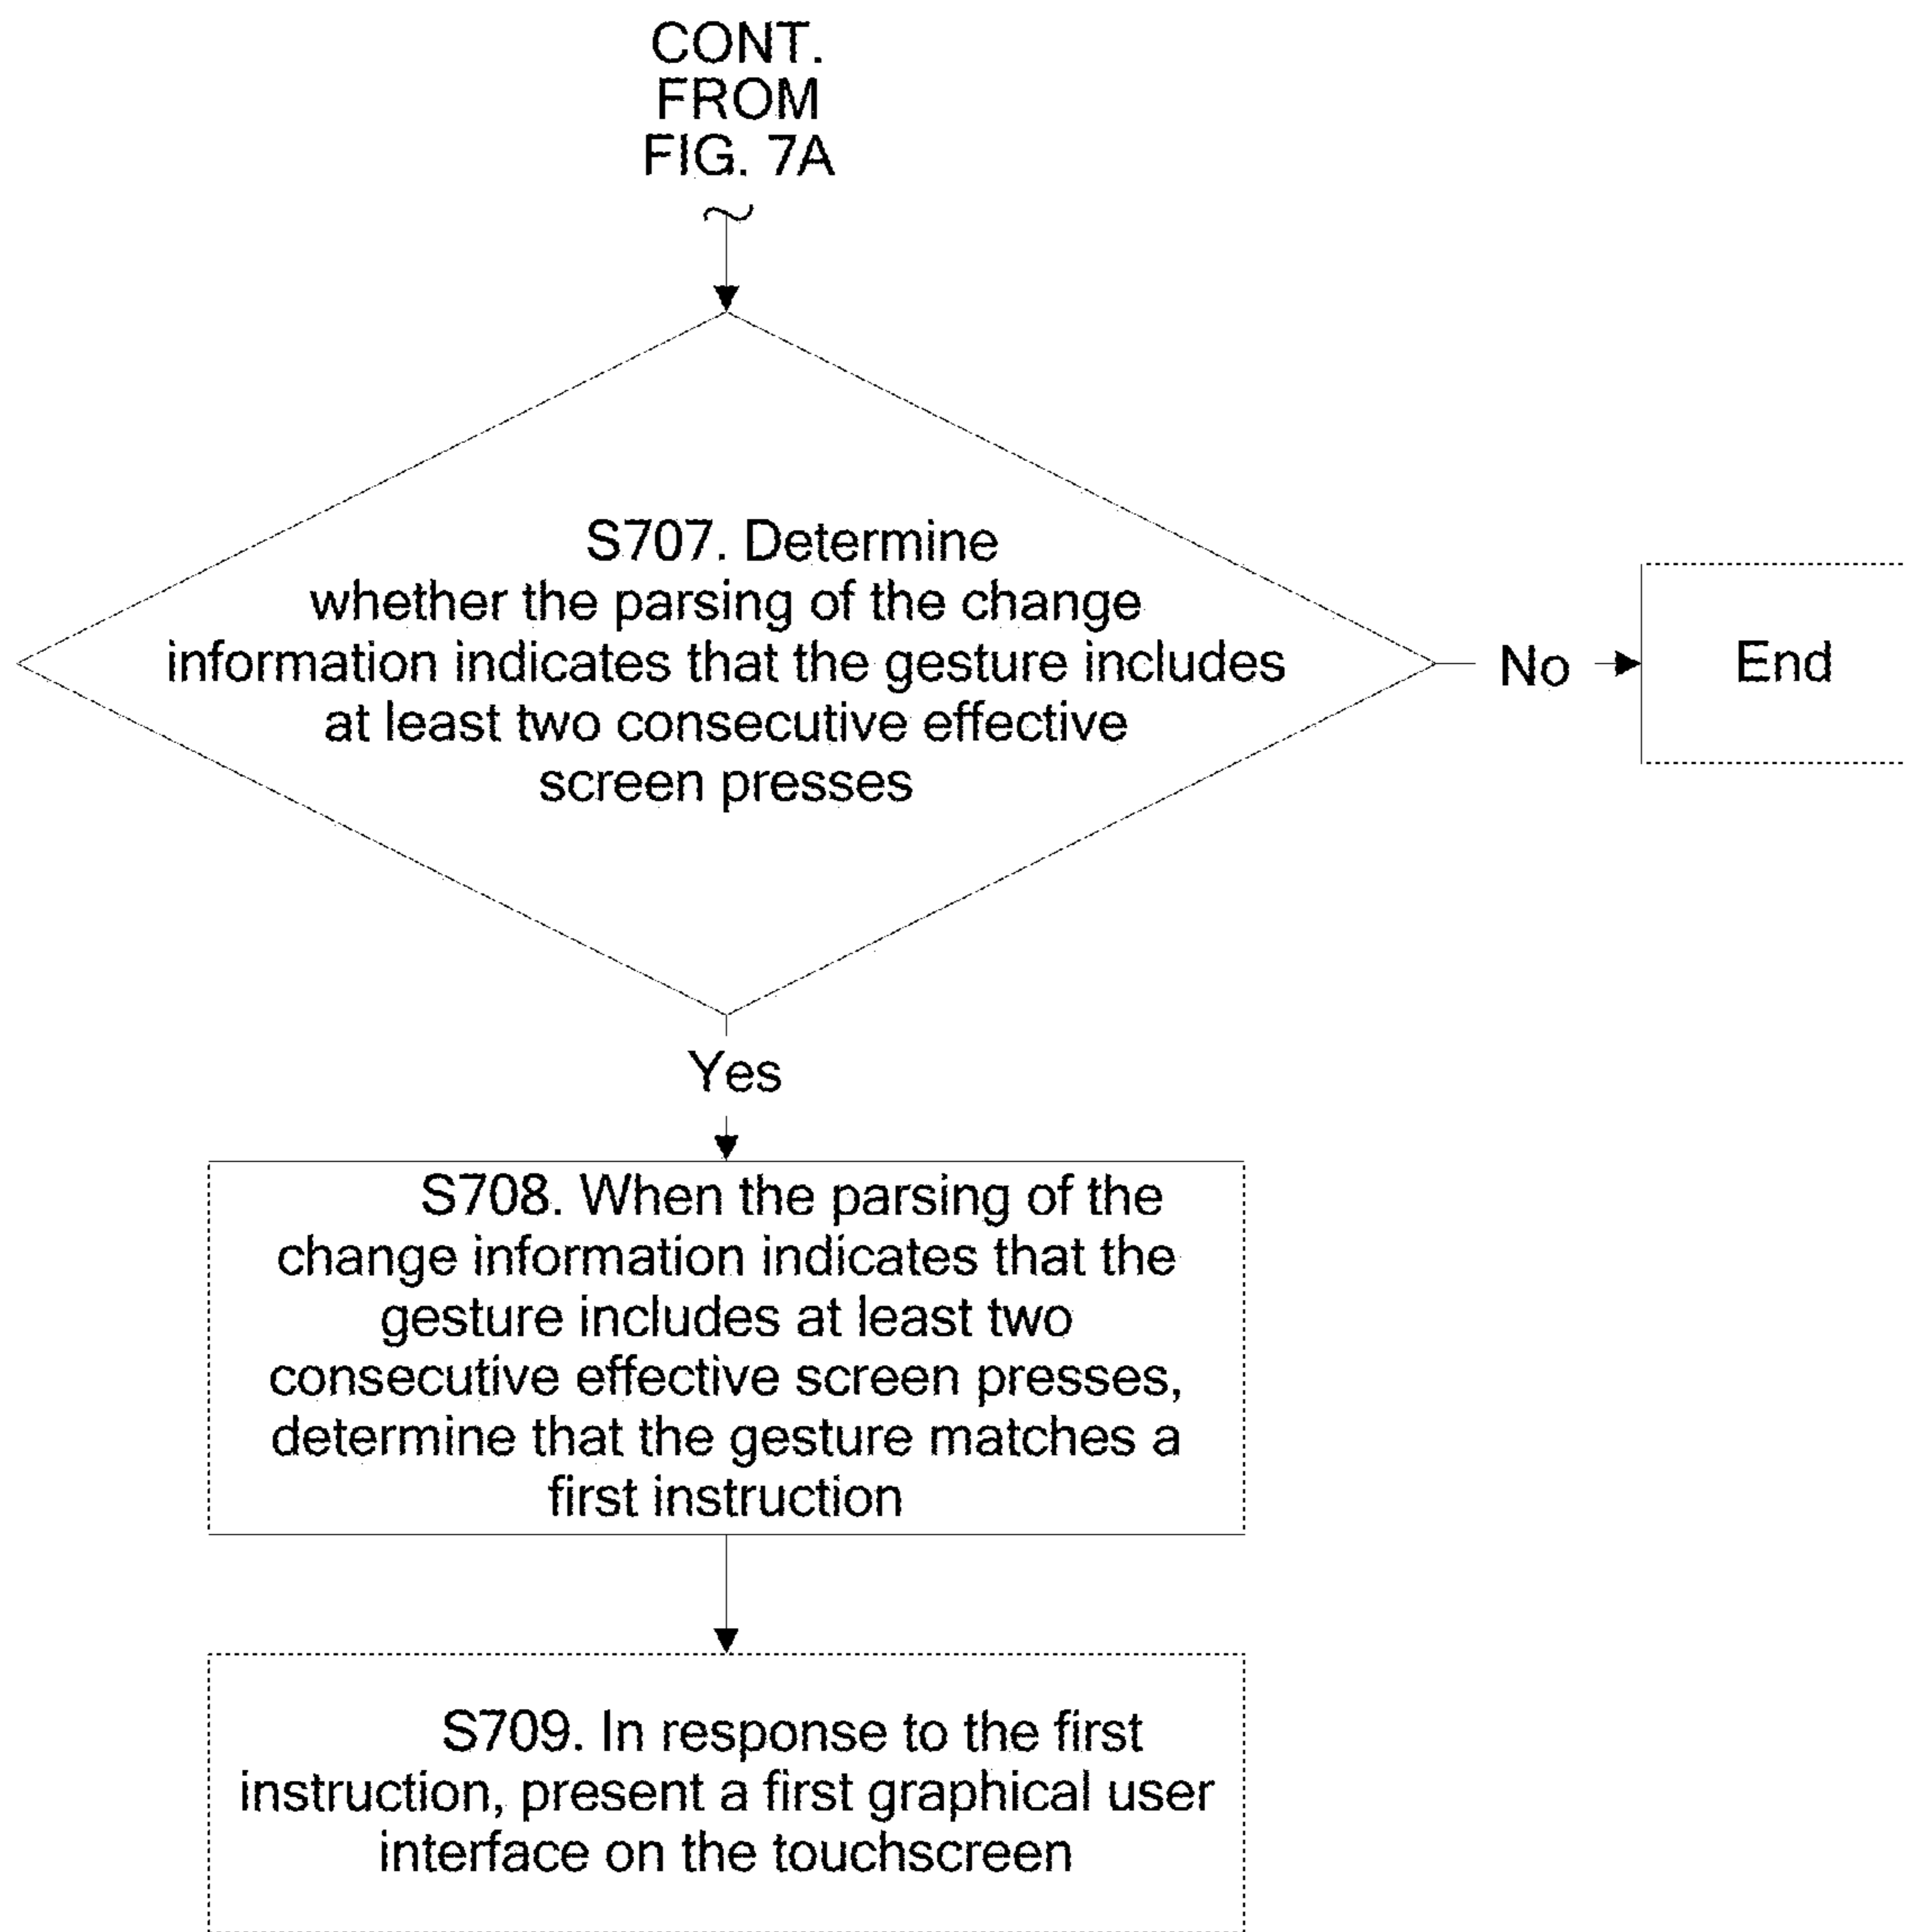 CONT.
FROM
FIG. 7A
S707. Determine
whether the parsing of the change
information indicates that the gesture includes
at least two consecutive effective
screen presses
No
End
Yes
S708. When the parsing of the
change information indicates that the
gesture includes at least two
consecutive effective screen presses,
determine that the gesture matches a
first instruction
S709. In response to the first
instruction, present a first graphical user
interface on the touchscreen